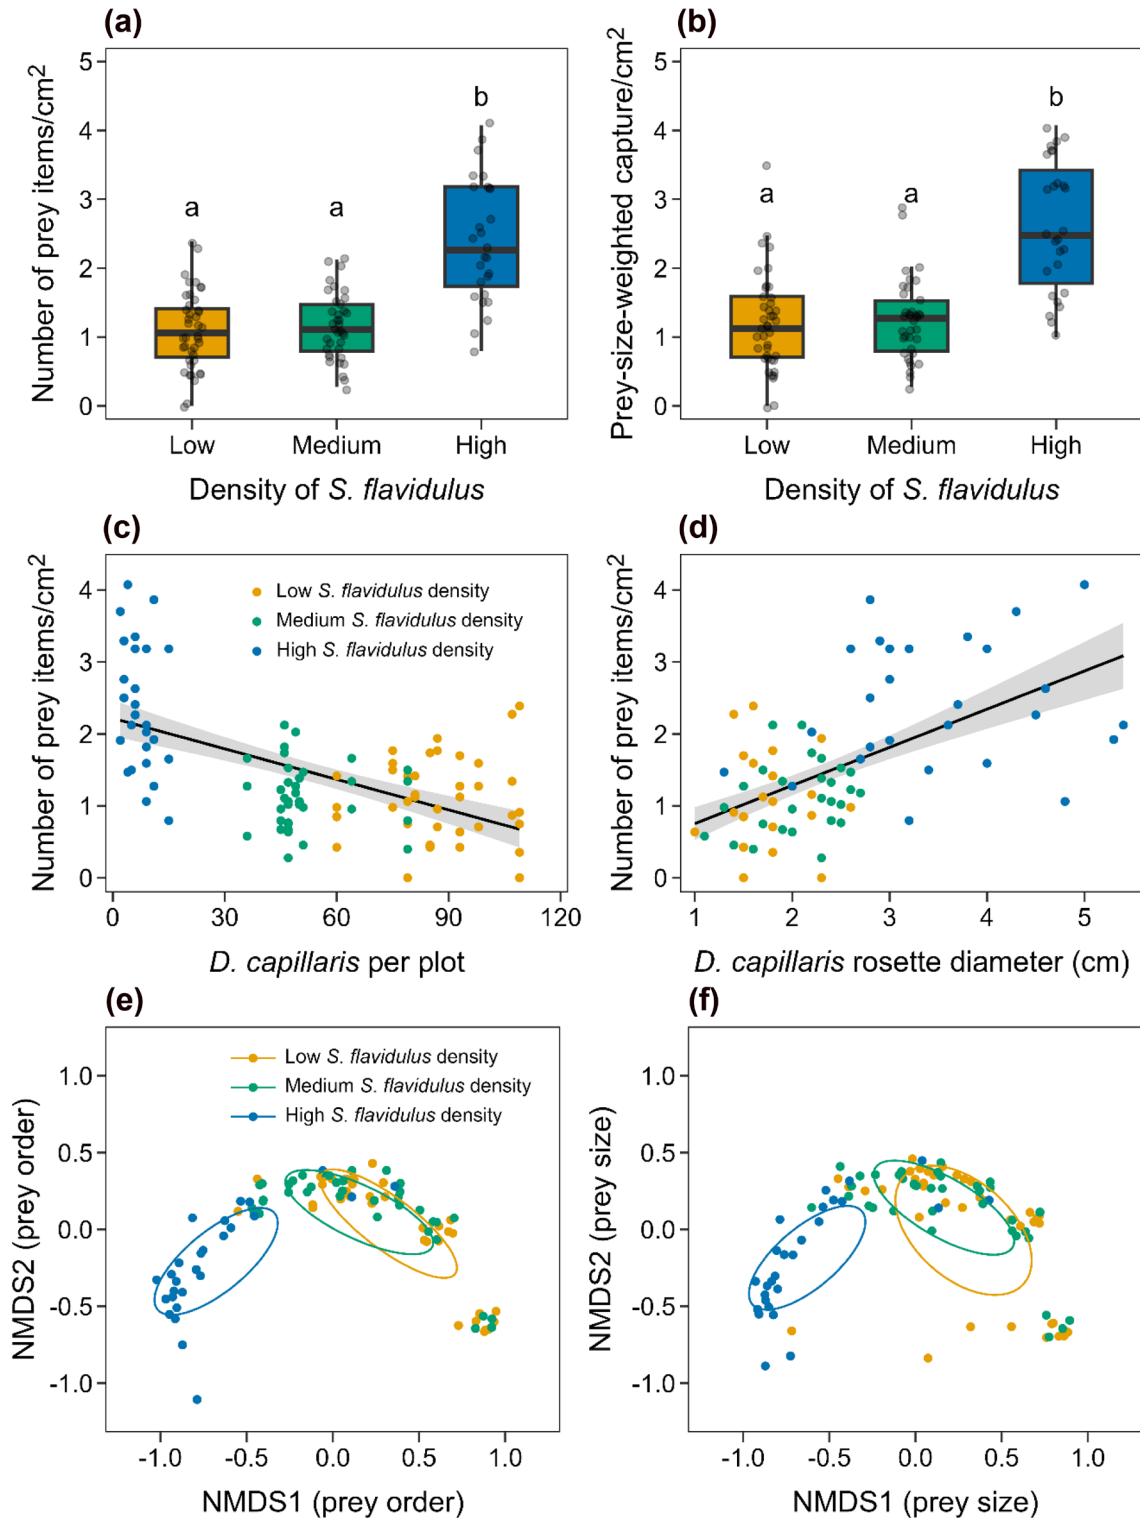 (a)
Number of prey items/cm2
5
4
3
2
1
0
a
a
b
Low
Medium
High
Density of S. flavidulus
(b)
Prey-size-weighted capture/cm2
5
4
3
2
1
0
a
a
b
Low
Medium
High
Density of S. flavidulus
(c)
Number of prey items/cm2
4
3
2
1
0
Low S. flavidulus density
Medium S. flavidulus density
High S. flavidulus density
0
30
60
90
120
D. capillaris per plot
(d)
Number of prey items/cm2
4
3
2
1
0
1
2
3
4
5
D. capillaris rosette diameter (cm)
(e)
NMDS2 (prey order)
1.0
0.5
0.0
-0.5
-1.0
Low S. flavidulus density
Medium S. flavidulus density
High S. flavidulus density
-1.0
-0.5
0.0
0.5
1.0
NMDS1 (prey order)
(f)
NMDS2 (prey size)
1.0
0.5
0.0
-0.5
-1.0
-1.0
-0.5
0.0
0.5
1.0
NMDS1 (prey size)